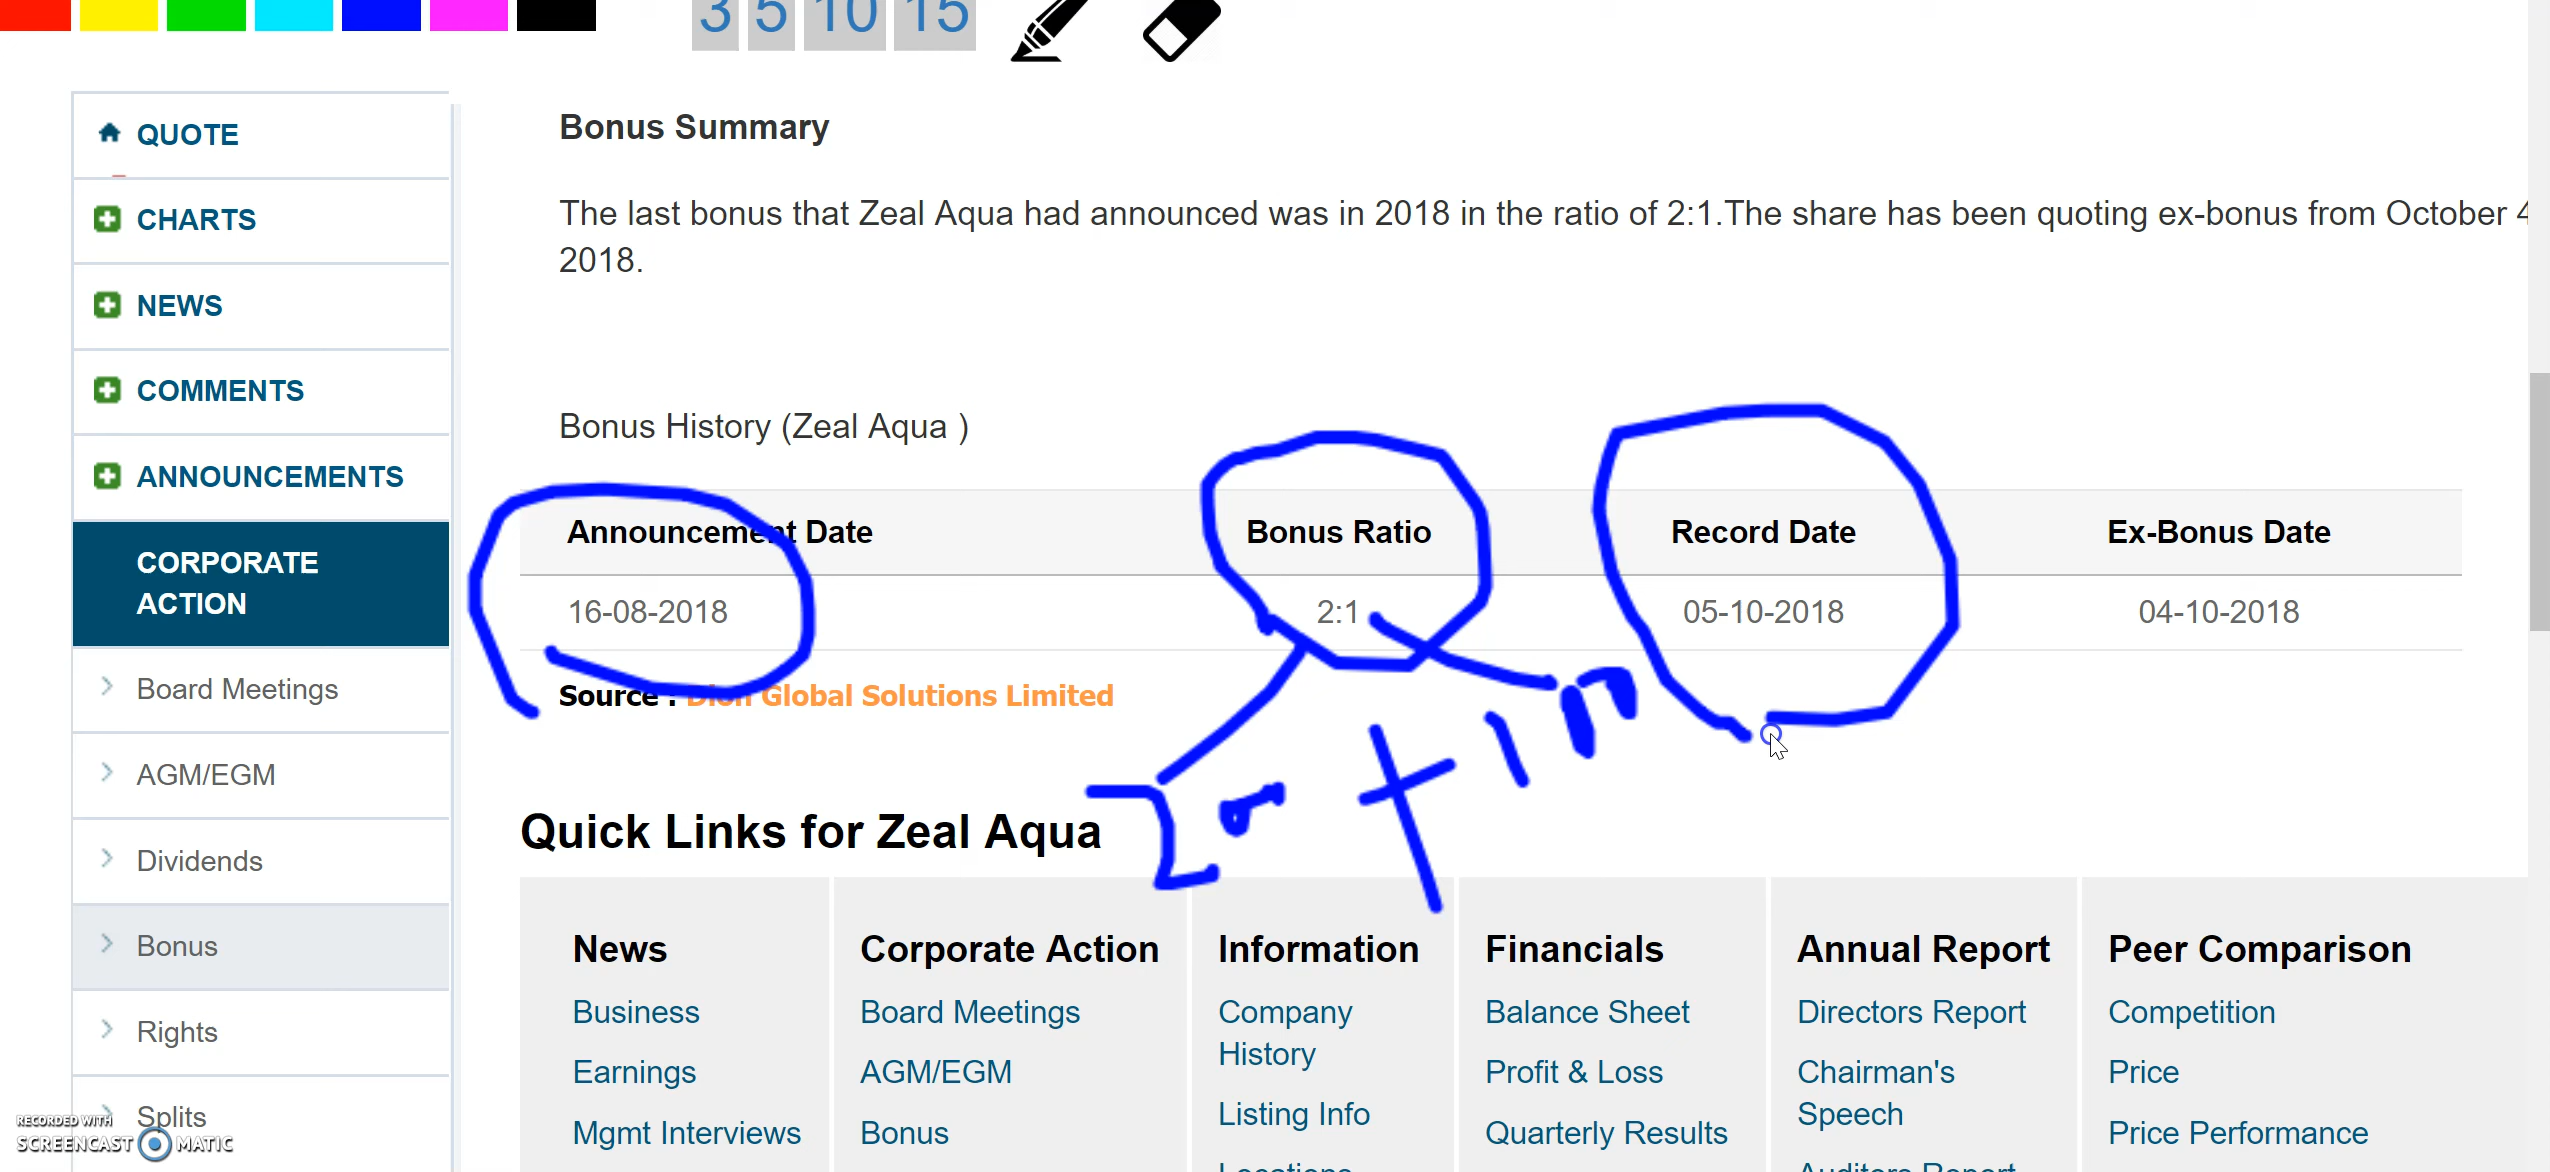 3 5 10 15
QUOTE
CHARTS
NEWS
COMMENTS
ANNOUNCEMENTS
CORPORATE
ACTION
Board Meetings
AGM/EGM
Dividends
Bonus
Rights
Splits
Bonus Summary
The last bonus that Zeal Aqua had announced was in 2018 in the ratio of 2:1.The share has been quoting ex-bonus from October 4
2018.
Bonus History (Zeal Aqua )
Announcement Date Bonus Ratio Record Date Ex-Bonus Date
16-08-2018 2:1 05-10-2018 04-10-2018
Source : Dion Global Solutions Limited
Quick Links for Zeal Aqua
News
Business
Earnings
Mgmt Interviews
Corporate Action
Board Meetings
AGM/EGM
Bonus
Information
Company
History
Listing Info
Locations
Financials
Balance Sheet
Profit & Loss
Quarterly Results
Annual Report
Directors Report
Chairman's
Speech
Auditors Report
Peer Comparison
Competition
Price
Price Performance
RECORDED WITH
SCREENCAST MATIC